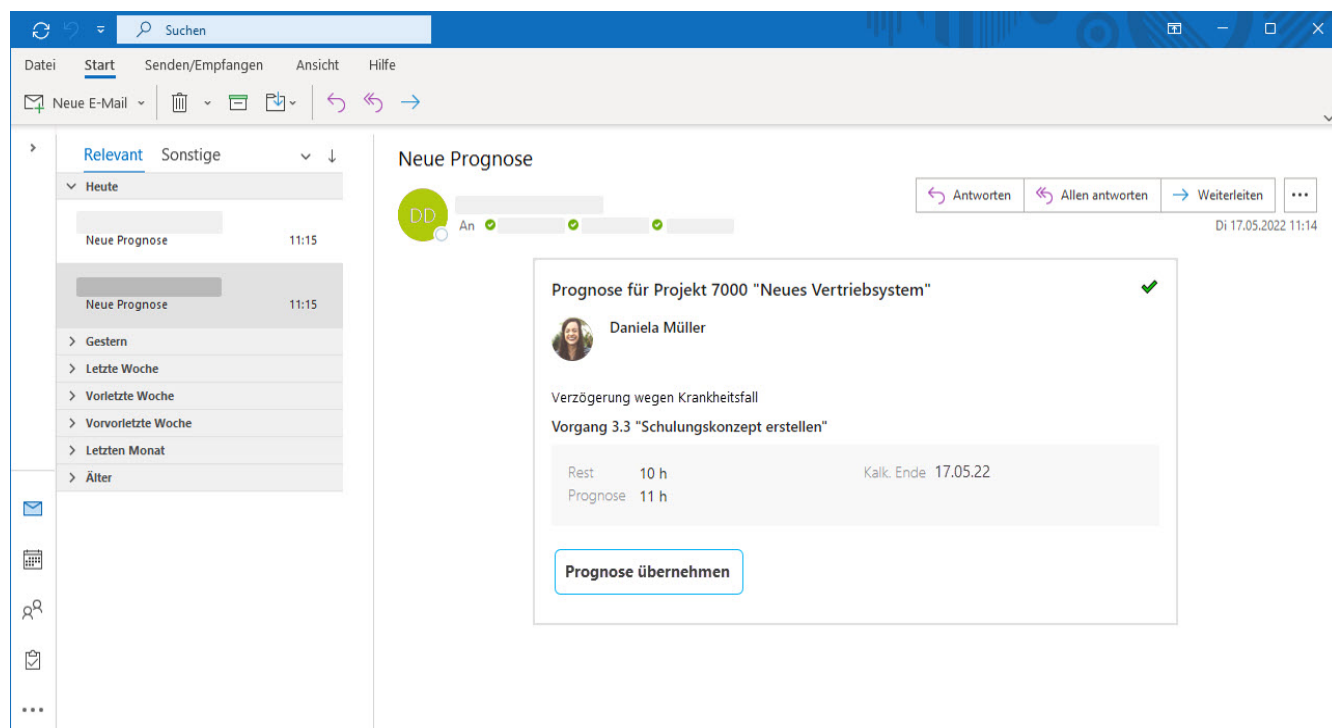 Suchen
Datei Start Senden/Empfangen Ansicht Hilfe
Neue E-Mail
Relevant Sonstige
Heute
Neue Prognose 11:15
Neue Prognose 11:15
Gestern
Letzte Woche
Vorletzte Woche
Vorvorletzte Woche
Letzten Monat
Älter
Neue Prognose
DD
An
Antworten Allen antworten Weiterleiten
Di 17.05.2022 11:14
Prognose für Projekt 7000 "Neues Vertriebsystem"
Daniela Müller
Verzögerung wegen Krankheitsfall
Vorgang 3.3 "Schulungskonzept erstellen"
Rest 10 h Kalk. Ende 17.05.22
Prognose 11 h
Prognose übernehmen